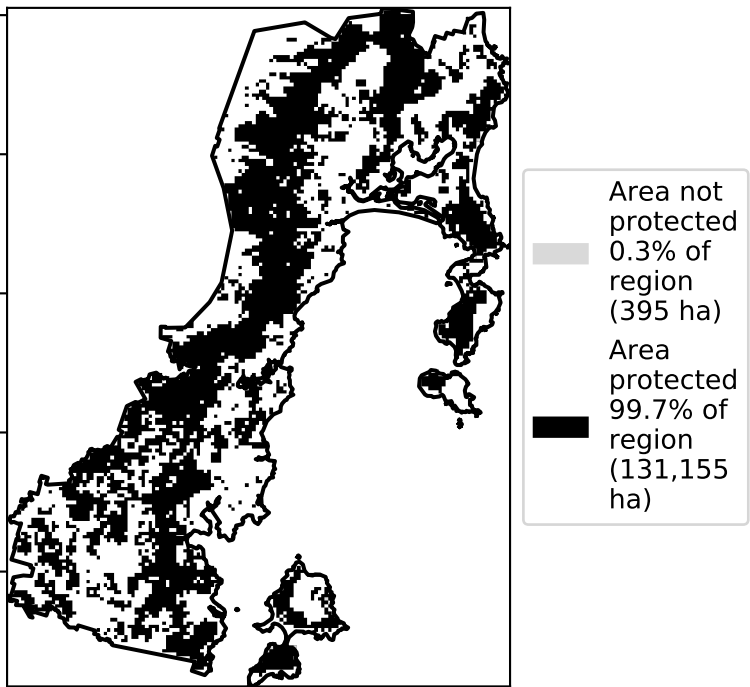 Area not
protected
0.3% of
region
(395 ha)
Area
protected
99.7% of
region
(131,155
ha)